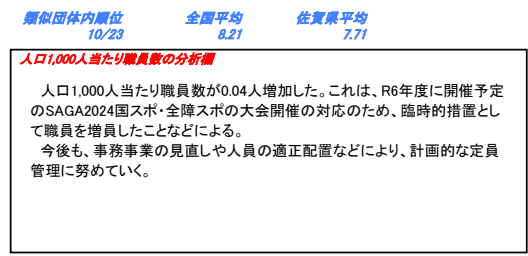 類似団体内順位 全国平均 佐賀県平均
10/23 8.21 7.71
人口1,000人当たり職員数の分析欄
人口1,000人当たり職員数が0.04人増加した。これは、R6年度に開催予定
のSAGA2024国スポ・全障スポの大会開催の対応のため、臨時的措置とし
て職員を増員したことなどによる。
今後も、事務事業の見直しや人員の適正配置などにより、計画的な定員
管理に努めていく。